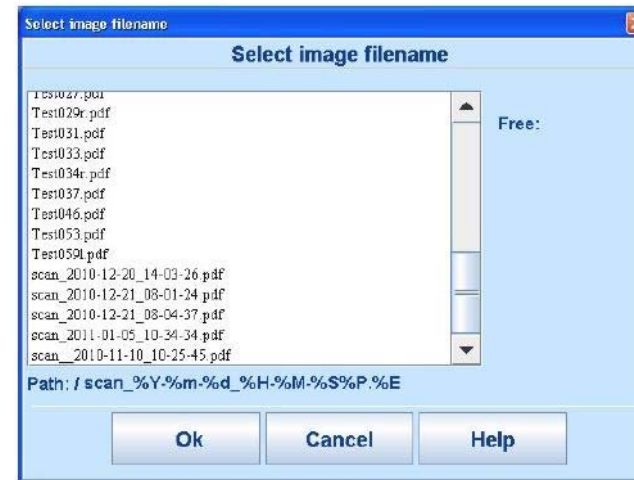 Select image filename
Select image filename
Test027.pdf
Test029r.pdf
Free:
Test031.pdf
Test033.pdf
Test034r.pdf
Test037.pdf
Test046.pdf
Test053.pdf
Test059l.pdf
scan_2010-12-20_14-03-26.pdf
scan_2010-12-21_08-01-24.pdf
scan_2010-12-21_08-04-37.pdf
scan_2011-01-05_10-34-34.pdf
scan__2010-11-10_10-25-45.pdf
Path: / scan_%Y-%m-%d_%H-%M-%S%P.%E
Ok Cancel Help